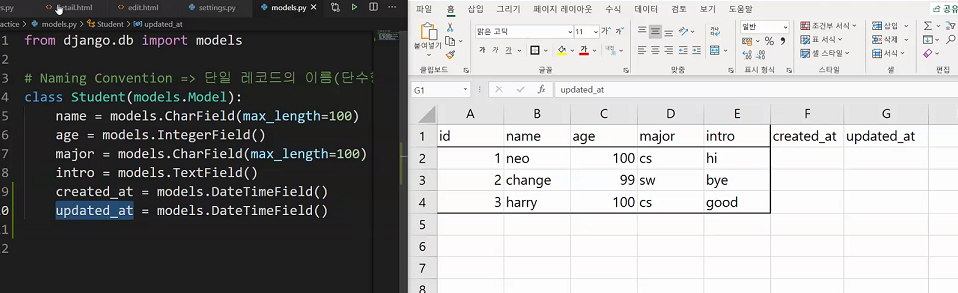 s.py detail.html edit.html settings.py models.py
actice > models.py > Student > updated_at
1 from django.db import models
2
3 # Naming Convention => 단일 레코드의 이름(단수
4 class Student(models.Model):
5 name = models.CharField(max_length=100)
6 age = models.IntegerField()
7 major = models.CharField(max_length=100)
8 intro = models.TextField()
9 created_at = models.DateTimeField()
0 updated_at = models.DateTimeField()
1
2
파일 홈 삽입 그리기 페이지 레이아웃 수식 데이터 검토 보기 도움말 공유
붙여넣기 맑은 고딕 11 일반 조건부 서식 삽입
가 가 가 표 서식 삭제
셀 스타일 서식
클립보드 글꼴 맞춤 표시 형식 스타일 셀
G1 fx updated_at
A B C D E F G
1 id name age major intro created_at updated_at
2 1 neo 100 cs hi
3 2 change 99 sw bye
4 3 harry 100 cs good
5
6
7
8